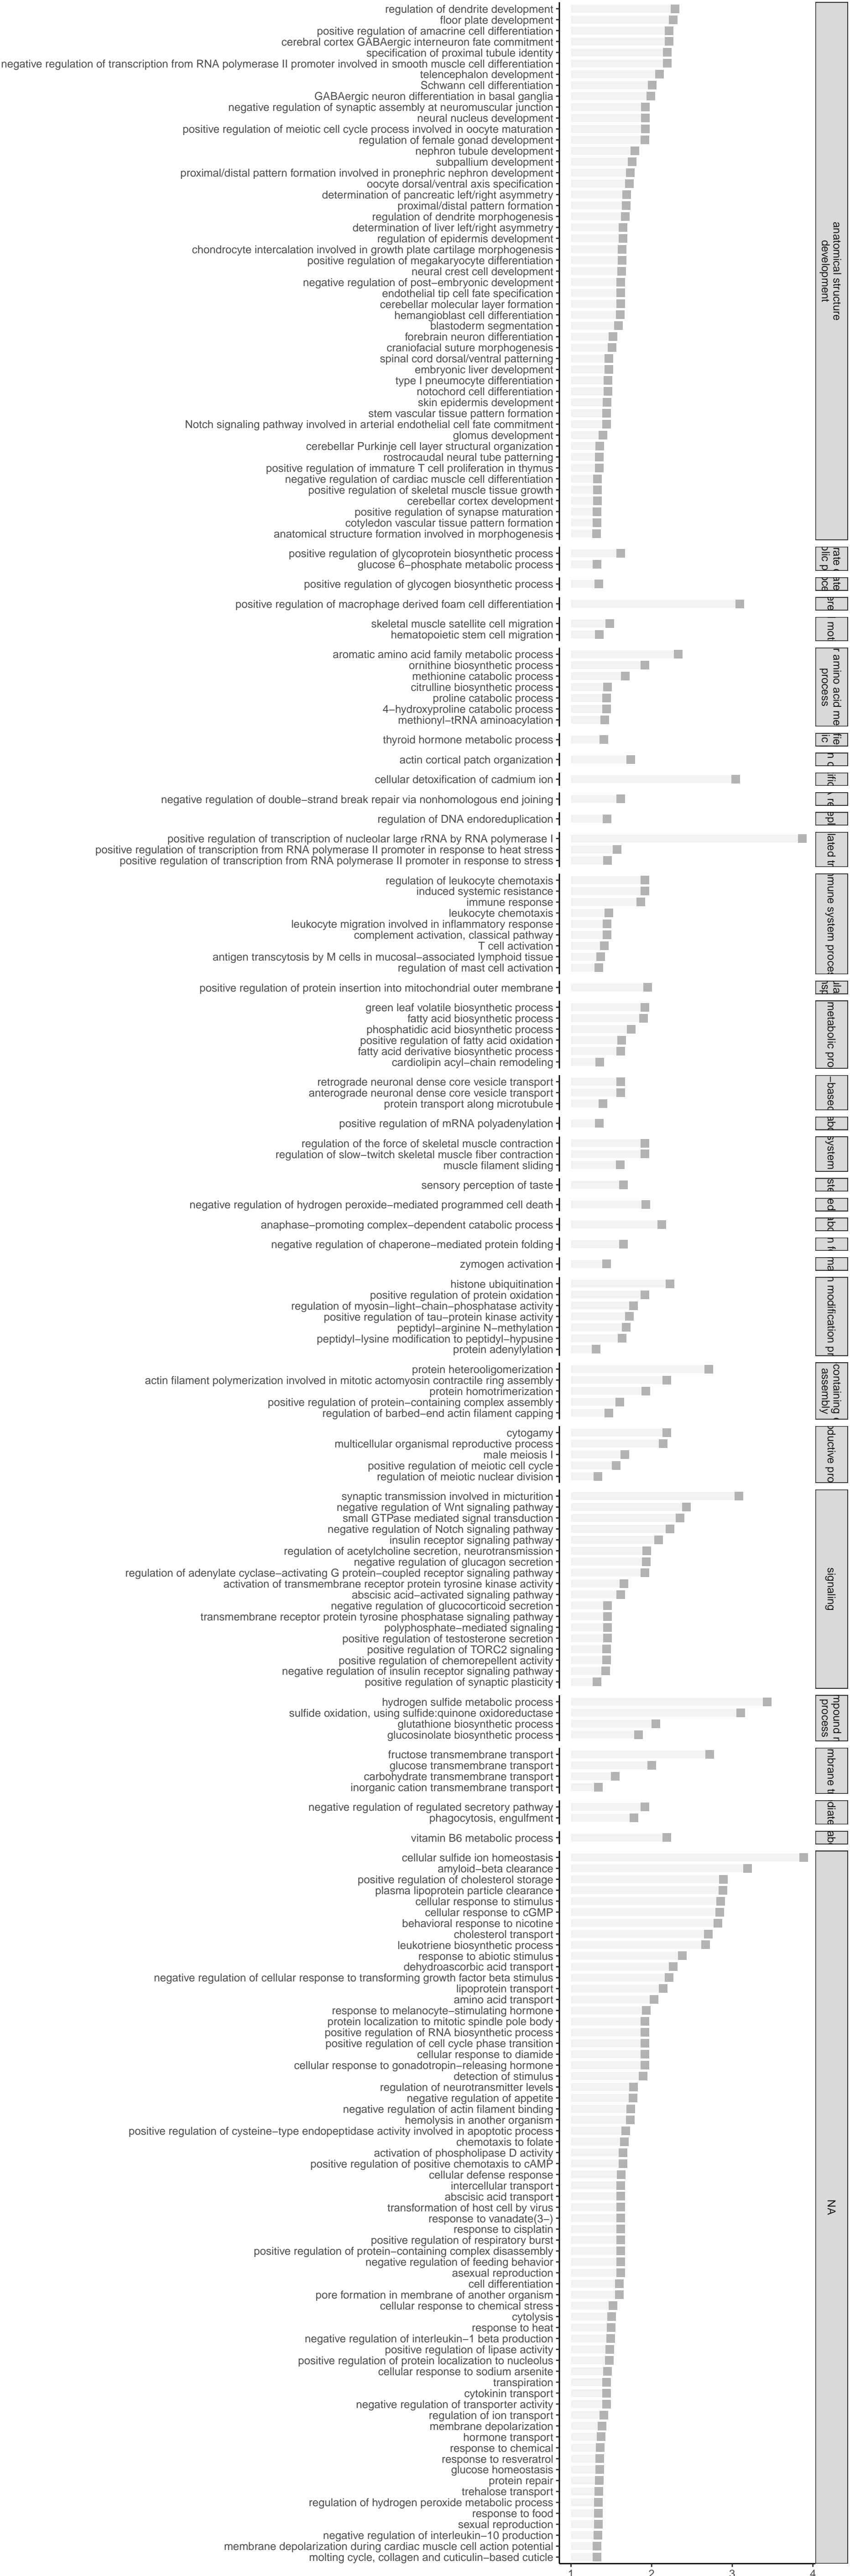 regulation of dendrite development
floor plate development
positive regulation of amacrine cell differentiation
cerebral cortex GABAergic interneuron fate commitment
specification of proximal tubule identity
negative regulation of transcription from RNA polymerase II promoter involved in smooth muscle cell differentiation
telencephalon development
Schwann cell differentiation
GABAergic neuron differentiation in basal ganglia
negative regulation of synaptic assembly at neuromuscular junction
neural nucleus development
positive regulation of meiotic cell cycle process involved in oocyte maturation
regulation of female gonad development
nephron tubule development
subpallium development
proximal/distal pattern formation involved in pronephric nephron development
oocyte dorsal/ventral axis specification
determination of pancreatic left/right asymmetry
proximal/distal pattern formation
regulation of dendrite morphogenesis
determination of liver left/right asymmetry
regulation of epidermis development
chondrocyte intercalation involved in growth plate cartilage morphogenesis
positive regulation of megakaryocyte differentiation
neural crest cell development
negative regulation of post−embryonic development
endothelial tip cell fate specification
cerebellar molecular layer formation
hemangioblast cell differentiation
blastoderm segmentation
forebrain neuron differentiation
craniofacial suture morphogenesis
spinal cord dorsal/ventral patterning
embryonic liver development
type I pneumocyte differentiation
notochord cell differentiation
skin epidermis development
stem vascular tissue pattern formation
Notch signaling pathway involved in arterial endothelial cell fate commitment
glomus development
cerebellar Purkinje cell layer structural organization
rostrocaudal neural tube patterning
positive regulation of immature T cell proliferation in thymus
negative regulation of cardiac muscle cell differentiation
positive regulation of skeletal muscle tissue growth
cerebellar cortex development
positive regulation of synapse maturation
cotyledon vascular tissue pattern formation
anatomical structure formation involved in morphogenesis
anatomical structure
development
positive regulation of glycoprotein biosynthetic process
glucose 6−phosphate metabolic process
positive regulation of glycogen biosynthetic process
positive regulation of macrophage derived foam cell differentiation
skeletal muscle satellite cell migration
hematopoietic stem cell migration
mot
aromatic amino acid family metabolic process
ornithine biosynthetic process
methionine catabolic process
citrulline biosynthetic process
proline catabolic process
4−hydroxyproline catabolic process
methionyl−tRNA aminoacylation
r amino acid me
process
thyroid hormone metabolic process
actin cortical patch organization
cellular detoxification of cadmium ion
negative regulation of double−strand break repair via nonhomologous end joining
regulation of DNA endoreduplication
positive regulation of transcription of nucleolar large rRNA by RNA polymerase I
positive regulation of transcription from RNA polymerase II promoter in response to heat stress
positive regulation of transcription from RNA polymerase II promoter in response to stress
lated tr
regulation of leukocyte chemotaxis
induced systemic resistance
immune response
leukocyte chemotaxis
leukocyte migration involved in inflammatory response
complement activation, classical pathway
T cell activation
antigen transcytosis by M cells in mucosal−associated lymphoid tissue
regulation of mast cell activation
mmune system proces
positive regulation of protein insertion into mitochondrial outer membrane
green leaf volatile biosynthetic process
fatty acid biosynthetic process
phosphatidic acid biosynthetic process
positive regulation of fatty acid oxidation
fatty acid derivative biosynthetic process
cardiolipin acyl−chain remodeling
metabolic pro
retrograde neuronal dense core vesicle transport
anterograde neuronal dense core vesicle transport
protein transport along microtubule
−based
positive regulation of mRNA polyadenylation
regulation of the force of skeletal muscle contraction
regulation of slow−twitch skeletal muscle fiber contraction
muscle filament sliding
system
sensory perception of taste
negative regulation of hydrogen peroxide−mediated programmed cell death
anaphase−promoting complex−dependent catabolic process
negative regulation of chaperone−mediated protein folding
zymogen activation
histone ubiquitination
positive regulation of protein oxidation
regulation of myosin−light−chain−phosphatase activity
positive regulation of tau−protein kinase activity
peptidyl−arginine N−methylation
peptidyl−lysine modification to peptidyl−hypusine
protein adenylylation
n modification pr
protein heterooligomerization
actin filament polymerization involved in mitotic actomyosin contractile ring assembly
protein homotrimerization
positive regulation of protein−containing complex assembly
regulation of barbed−end actin filament capping
containing
assembly
cytogamy
multicellular organismal reproductive process
male meiosis I
positive regulation of meiotic cell cycle
regulation of meiotic nuclear division
ductive pro
synaptic transmission involved in micturition
negative regulation of Wnt signaling pathway
small GTPase mediated signal transduction
negative regulation of Notch signaling pathway
insulin receptor signaling pathway
regulation of acetylcholine secretion, neurotransmission
negative regulation of glucagon secretion
regulation of adenylate cyclase−activating G protein−coupled receptor signaling pathway
activation of transmembrane receptor protein tyrosine kinase activity
abscisic acid−activated signaling pathway
negative regulation of glucocorticoid secretion
transmembrane receptor protein tyrosine phosphatase signaling pathway
polyphosphate−mediated signaling
positive regulation of testosterone secretion
positive regulation of TORC2 signaling
positive regulation of chemorepellent activity
negative regulation of insulin receptor signaling pathway
positive regulation of synaptic plasticity
signaling
hydrogen sulfide metabolic process
sulfide oxidation, using sulfide:quinone oxidoreductase
glutathione biosynthetic process
glucosinolate biosynthetic process
mpound r
process
fructose transmembrane transport
glucose transmembrane transport
carbohydrate transmembrane transport
inorganic cation transmembrane transport
mbrane t
negative regulation of regulated secretory pathway
phagocytosis, engulfment
diate
vitamin B6 metabolic process
cellular sulfide ion homeostasis
amyloid−beta clearance
positive regulation of cholesterol storage
plasma lipoprotein particle clearance
cellular response to stimulus
cellular response to cGMP
behavioral response to nicotine
cholesterol transport
leukotriene biosynthetic process
response to abiotic stimulus
dehydroascorbic acid transport
negative regulation of cellular response to transforming growth factor beta stimulus
lipoprotein transport
amino acid transport
response to melanocyte−stimulating hormone
protein localization to mitotic spindle pole body
positive regulation of RNA biosynthetic process
positive regulation of cell cycle phase transition
cellular response to diamide
cellular response to gonadotropin−releasing hormone
detection of stimulus
regulation of neurotransmitter levels
negative regulation of appetite
negative regulation of actin filament binding
hemolysis in another organism
positive regulation of cysteine−type endopeptidase activity involved in apoptotic process
chemotaxis to folate
activation of phospholipase D activity
positive regulation of positive chemotaxis to cAMP
cellular defense response
intercellular transport
abscisic acid transport
transformation of host cell by virus
response to vanadate(3−)
response to cisplatin
positive regulation of respiratory burst
positive regulation of protein−containing complex disassembly
negative regulation of feeding behavior
asexual reproduction
cell differentiation
pore formation in membrane of another organism
cellular response to chemical stress
cytolysis
response to heat
negative regulation of interleukin−1 beta production
positive regulation of lipase activity
positive regulation of protein localization to nucleolus
cellular response to sodium arsenite
transpiration
cytokinin transport
negative regulation of transporter activity
regulation of ion transport
membrane depolarization
hormone transport
response to chemical
response to resveratrol
glucose homeostasis
protein repair
trehalose transport
regulation of hydrogen peroxide metabolic process
response to food
sexual reproduction
negative regulation of interleukin−10 production
membrane depolarization during cardiac muscle cell action potential
molting cycle, collagen and cuticulin−based cuticle
NA
1 2 3 4